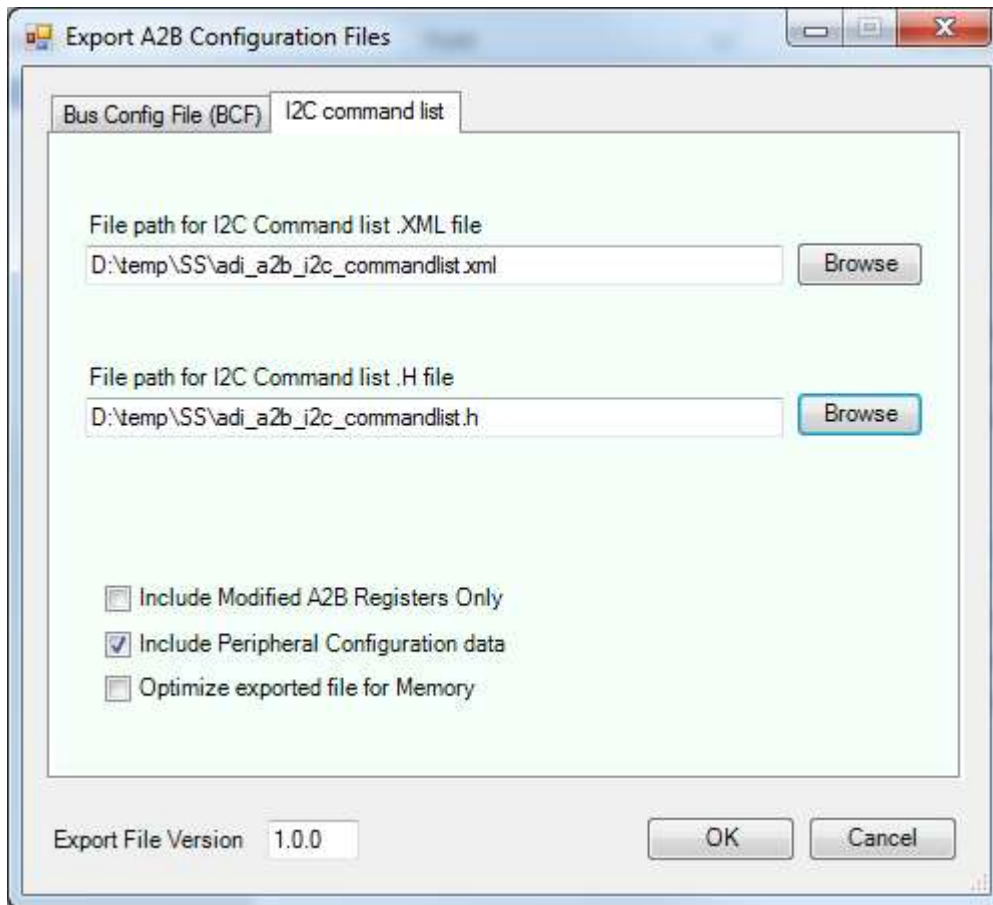 Export A2B Configuration Files
Bus Config File (BCF)
I2C command list
File path for I2C Command list .XML file
D:\temp\SS\adi_a2b_i2c_commandlist.xml
Browse
File path for I2C Command list .H file
D:\temp\SS\adi_a2b_i2c_commandlist.h
Browse
Include Modified A2B Registers Only
Include Peripheral Configuration data
Optimize exported file for Memory
Export File Version
1.0.0
OK
Cancel